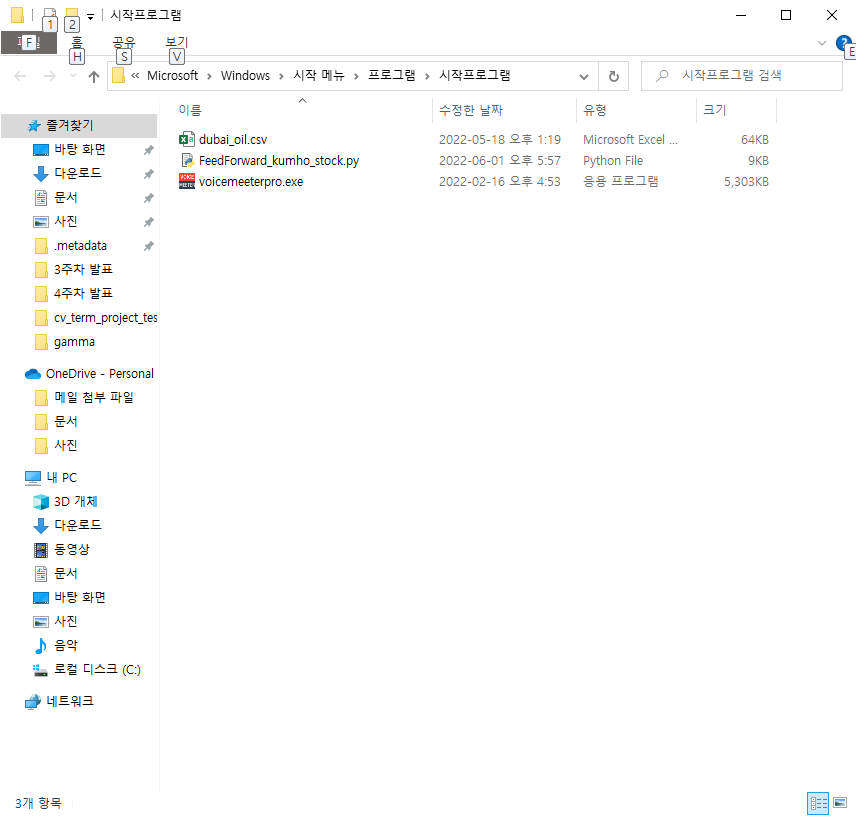 1 2 시작프로그램
F 홈 공유 보기
H S V E
Microsoft Windows 시작 메뉴 프로그램 시작프로그램 시작프로그램 검색
이름 수정한 날짜 유형 크기
dubai_oil.csv 2022-05-18 오후 1:19 Microsoft Excel ... 64KB
FeedForward_kumho_stock.py 2022-06-01 오후 5:57 Python File 9KB
voicemeeterpro.exe 2022-02-16 오후 4:53 응용 프로그램 5,303KB
즐겨찾기
바탕 화면
다운로드
문서
사진
.metadata
3주차 발표
4주차 발표
cv_term_project_tes
gamma
OneDrive - Personal
메일 첨부 파일
문서
사진
내 PC
3D 개체
다운로드
동영상
문서
바탕 화면
사진
음악
로컬 디스크 (C:)
네트워크
3개 항목